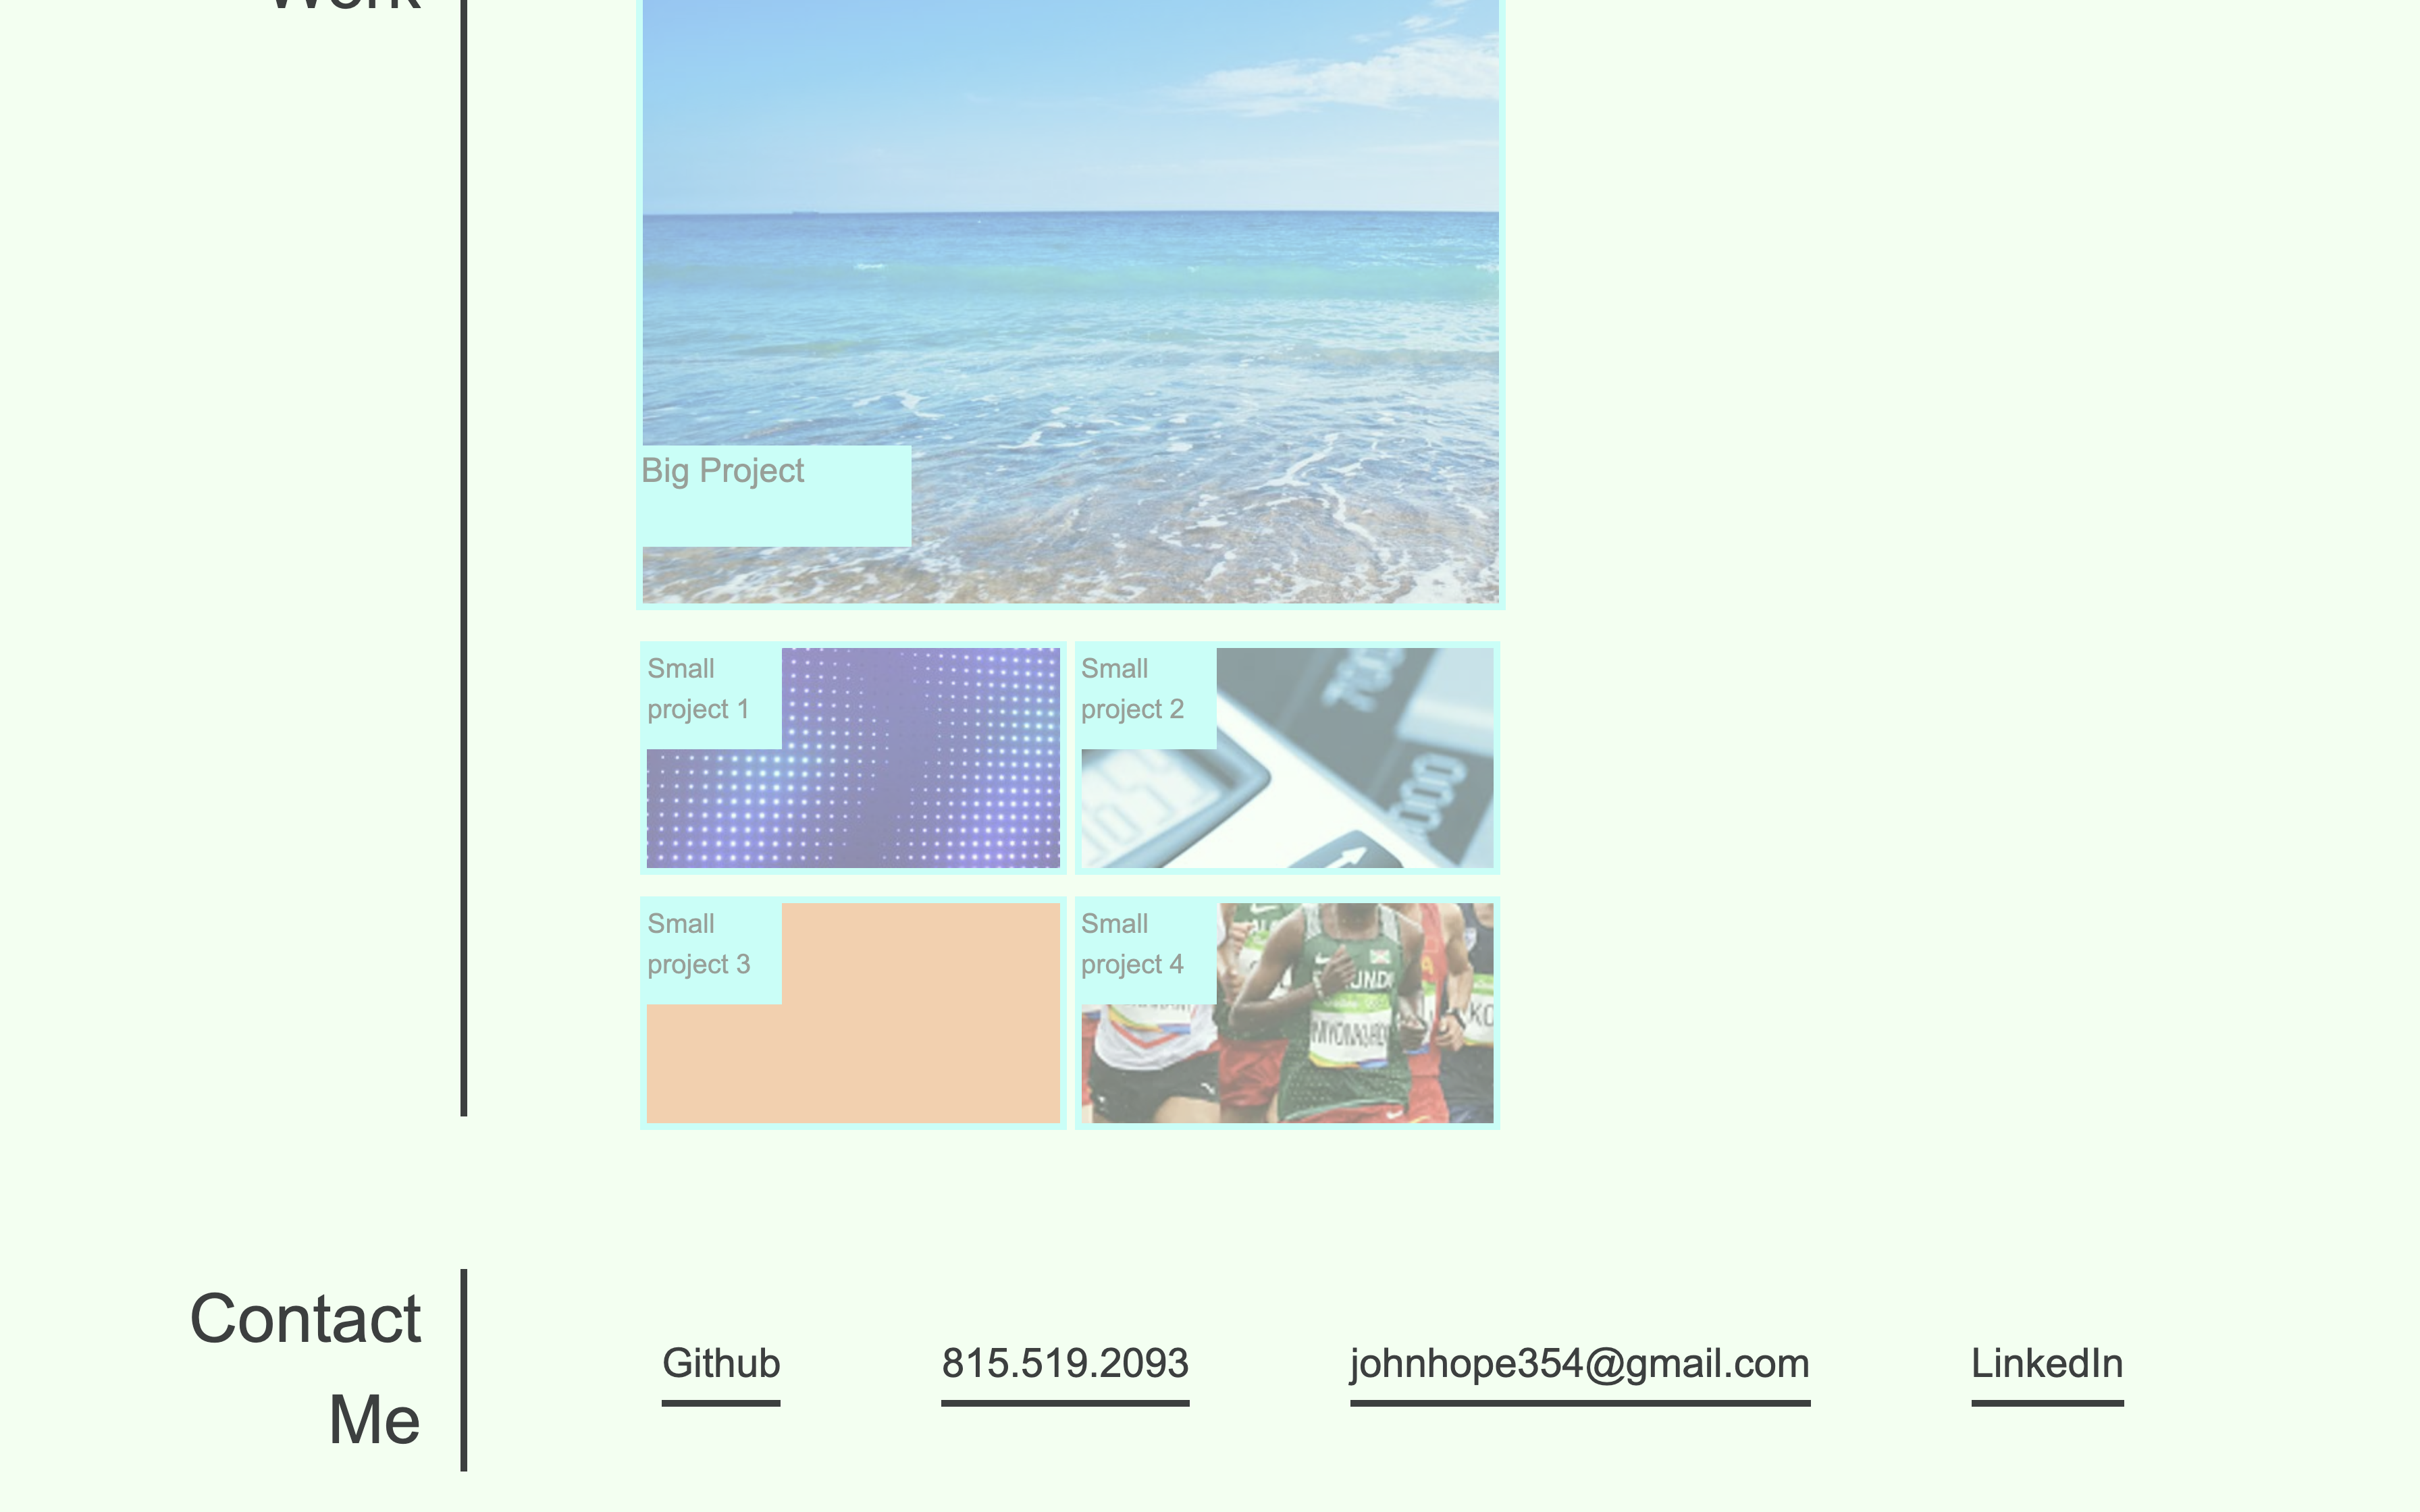 Work
Big Project
Small
project 1
Small
project 2
Small
project 3
Small
project 4
Contact
Me
Github
815.519.2093
johnhope354@gmail.com
LinkedIn